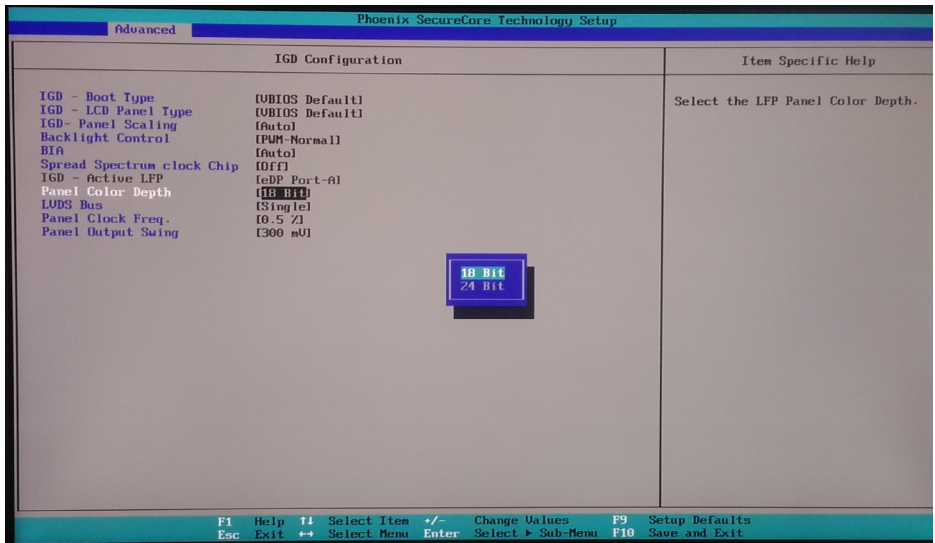 Phoenix SecureCore Technology Setup
Advanced
IGD Configuration
Item Specific Help
IGD - Boot Type [VBIOS Default]
IGD - LCD Panel Type [VBIOS Default]
IGD- Panel Scaling [Auto]
Backlight Control [PWM-Normal]
BIA [Auto]
Spread Spectrum clock Chip [Off]
IGD - Active LFP [eDP Port-A]
Panel Color Depth [18 Bit]
LVDS Bus [Single]
Panel Clock Freq. [0.5 %]
Panel Output Swing [300 mV]
Select the LFP Panel Color Depth.
18 Bit
24 Bit
F1 Help ↑↓ Select Item +/- Change Values F9 Setup Defaults
Esc Exit ↔ Select Menu Enter Select ▶ Sub-Menu F10 Save and Exit